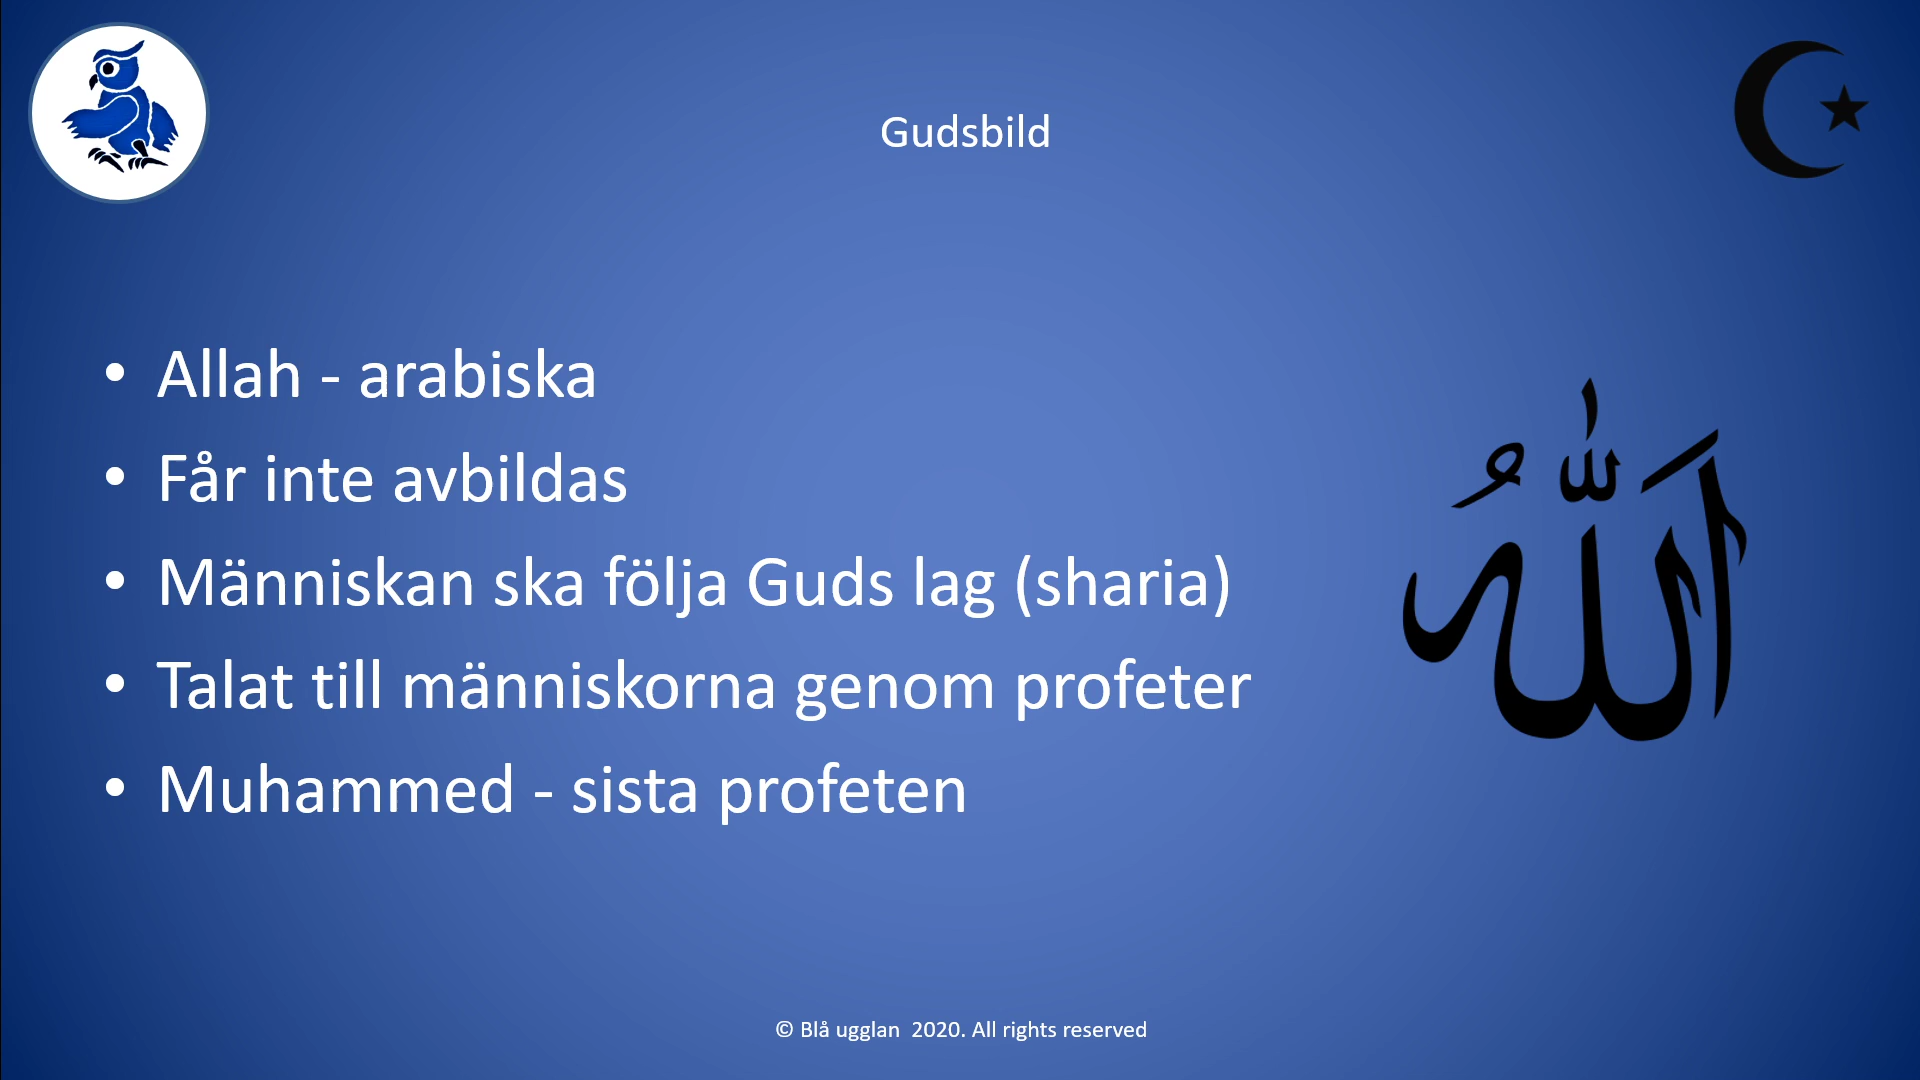 Gudsbild
• Allah - arabiska
• Får inte avbildas
• Människan ska följa Guds lag (sharia)
• Talat till människorna genom profeter
• Muhammed - sista profeten
اللّٰهُ
© Blå ugglan 2020. All rights reserved